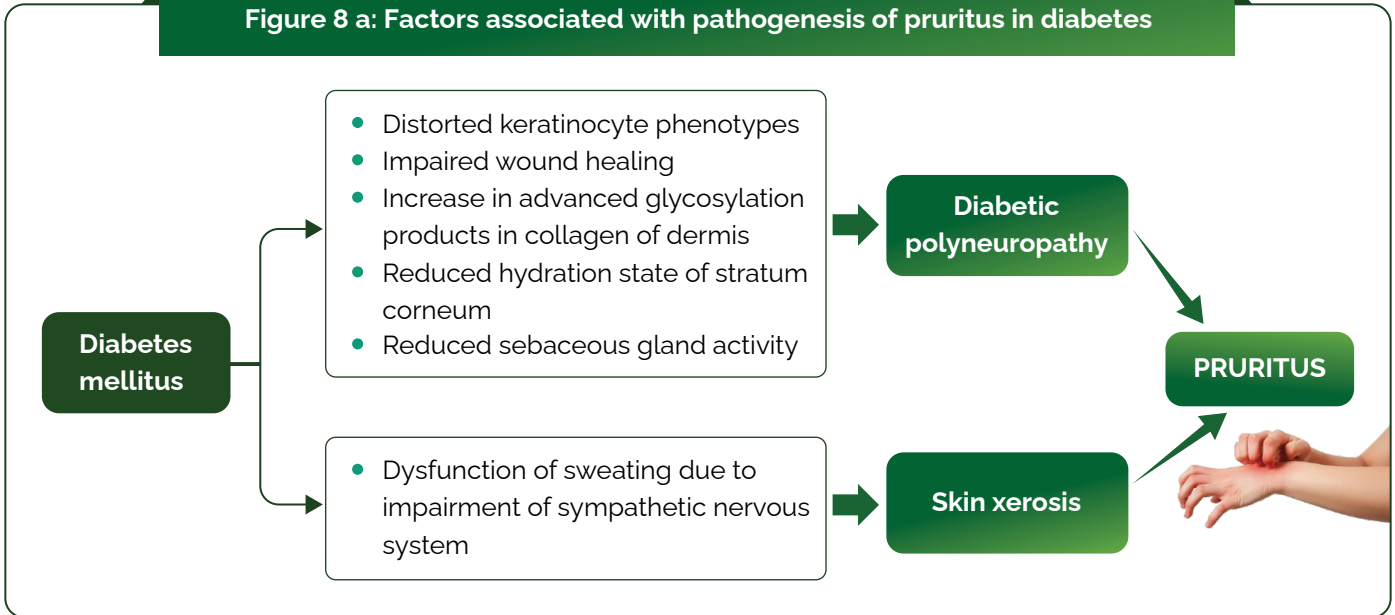 Figure 8 a: Factors associated with pathogenesis of pruritus in diabetes
Diabetes
mellitus
• Distorted keratinocyte phenotypes
• Impaired wound healing
• Increase in advanced glycosylation
products in collagen of dermis
• Reduced hydration state of stratum
corneum
• Reduced sebaceous gland activity
Diabetic
polyneuropathy
• Dysfunction of sweating due to
impairment of sympathetic nervous
system
Skin xerosis
PRURITUS